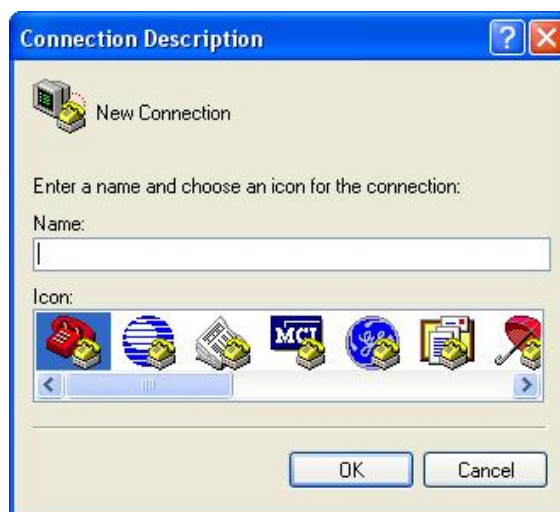 Connection Description
New Connection
Enter a name and choose an icon for the connection:
Name:
Icon:
MCI
OK
Cancel